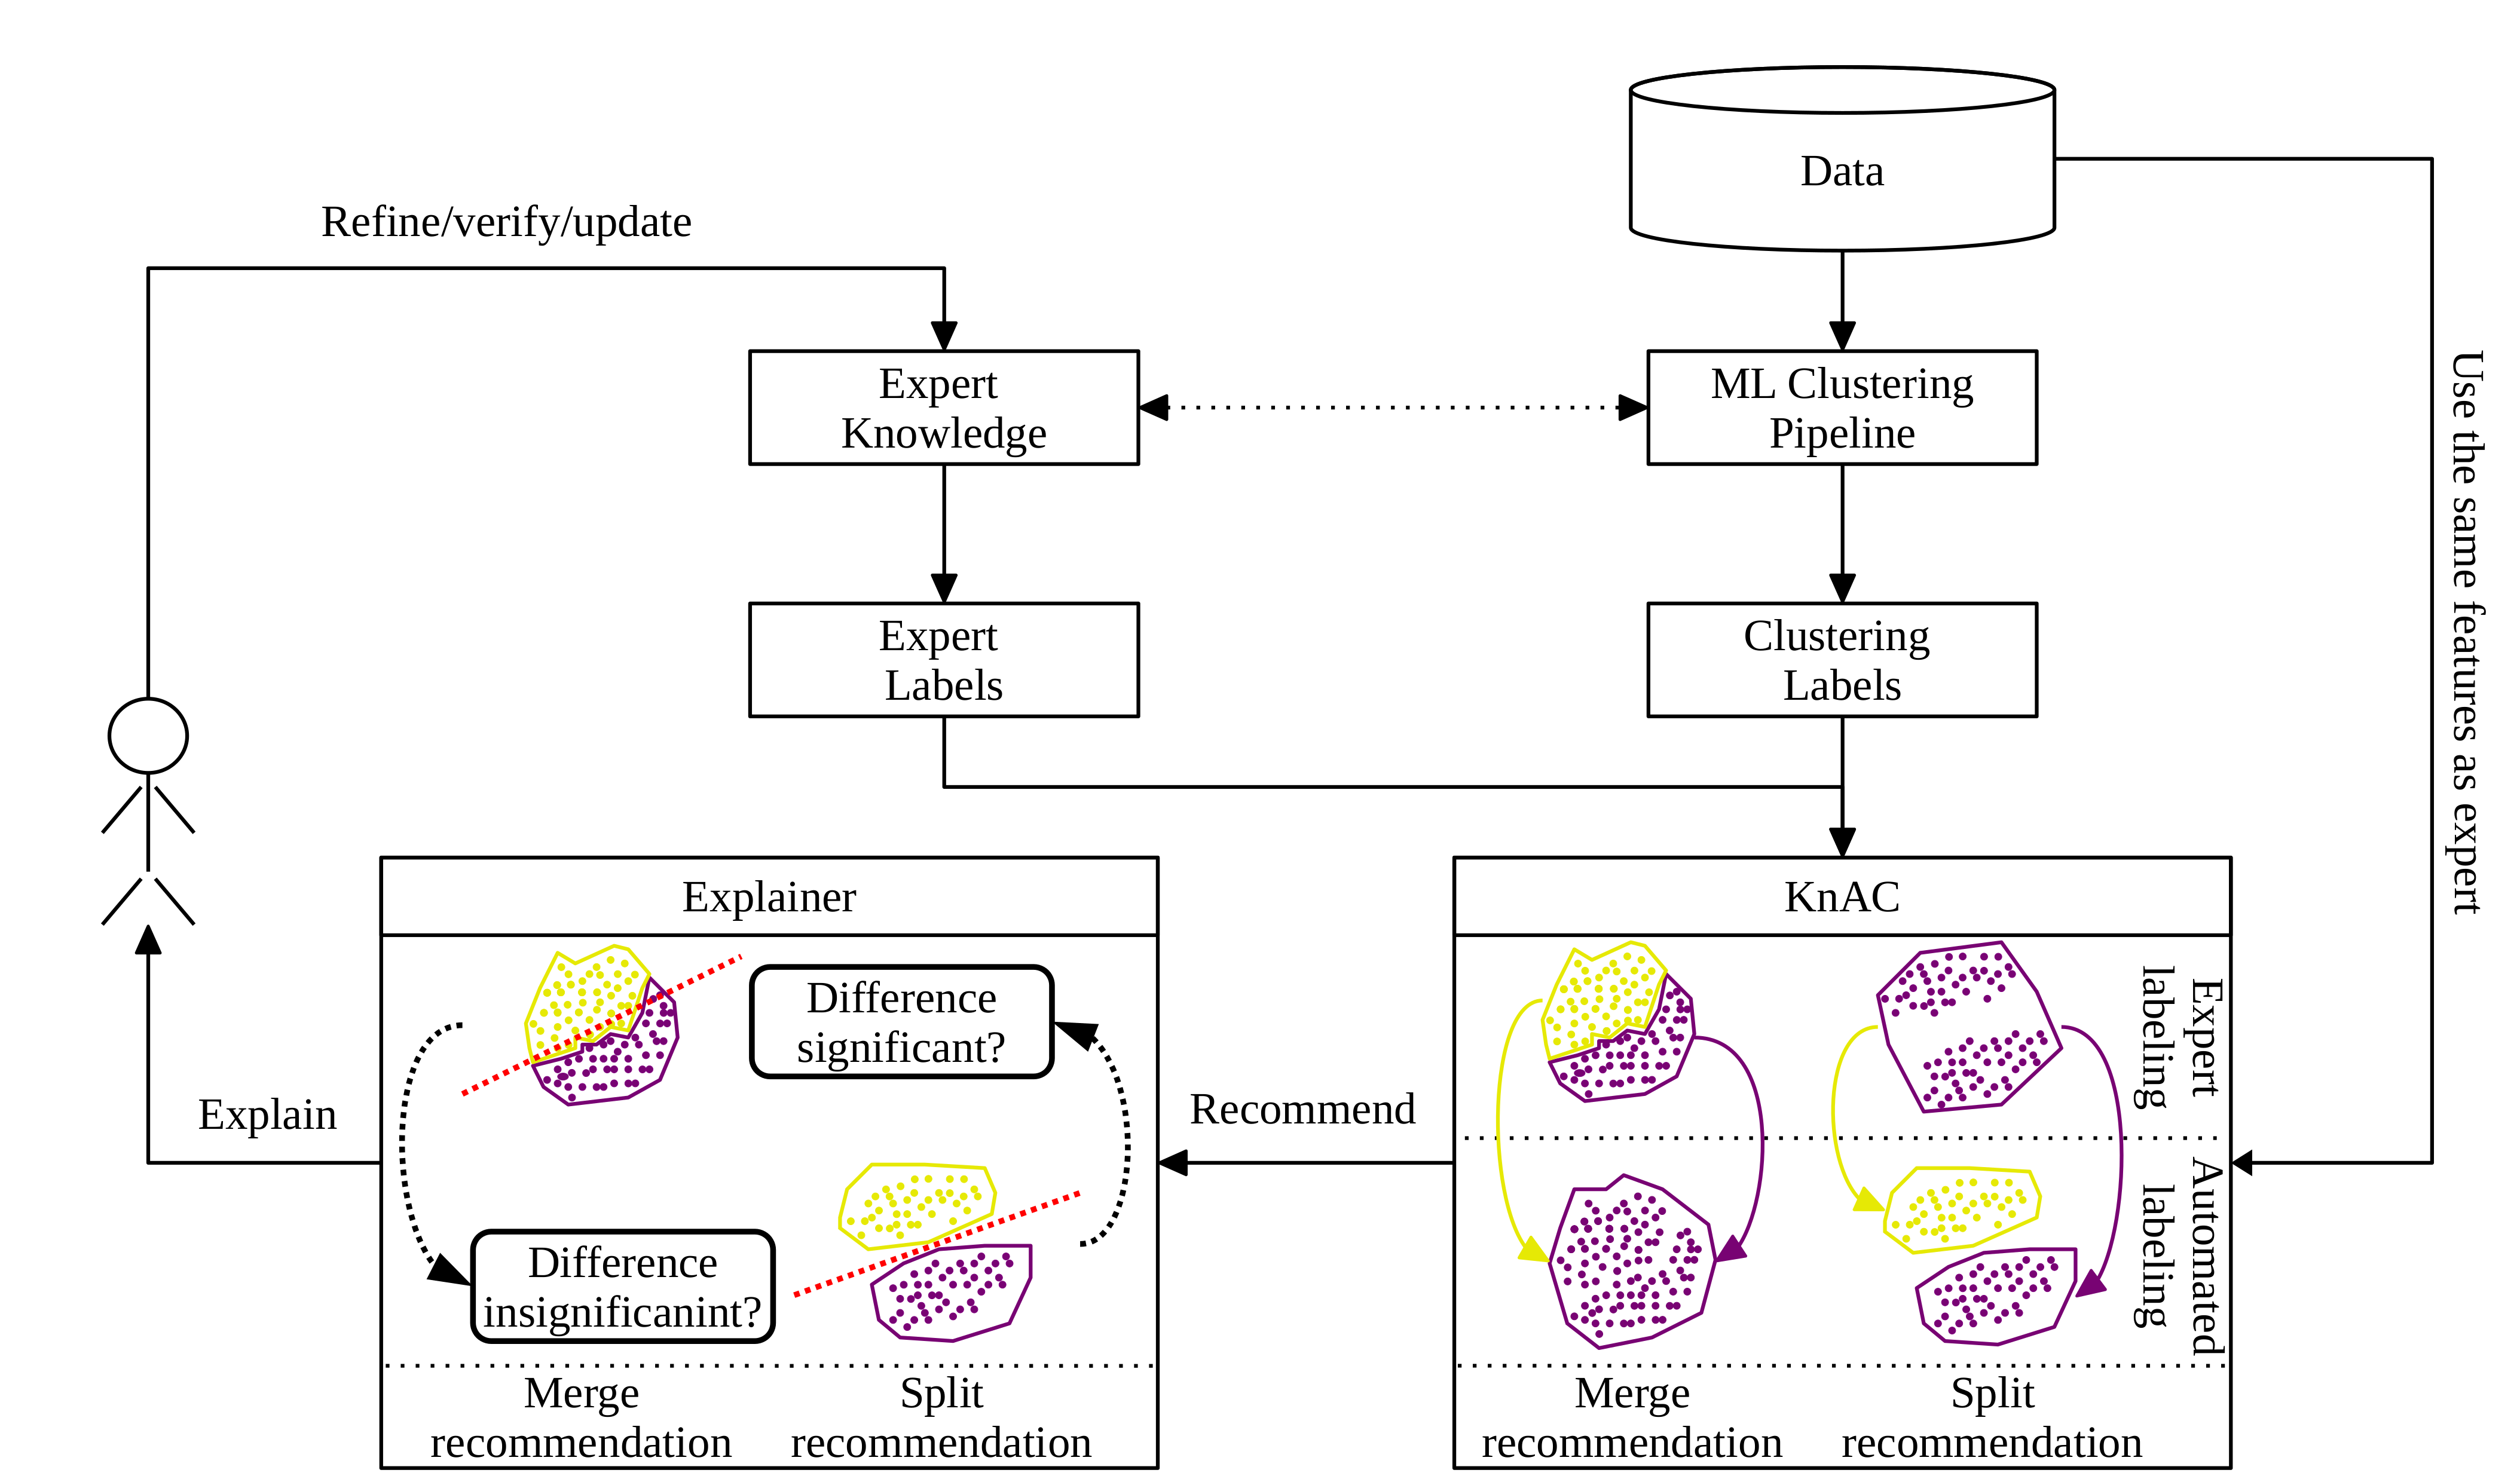 Data
Refine/verify/update
Expert
Knowledge
ML Clustering
Pipeline
Use the same features as expert
Expert
Labels
Clustering
Labels
Explainer
KnAC
Difference
significant?
Expert
labeling
Explain
Recommend
Automated
labeling
Difference
insignificanint?
Merge
recommendation
Split
recommendation
Merge
recommendation
Split
recommendation